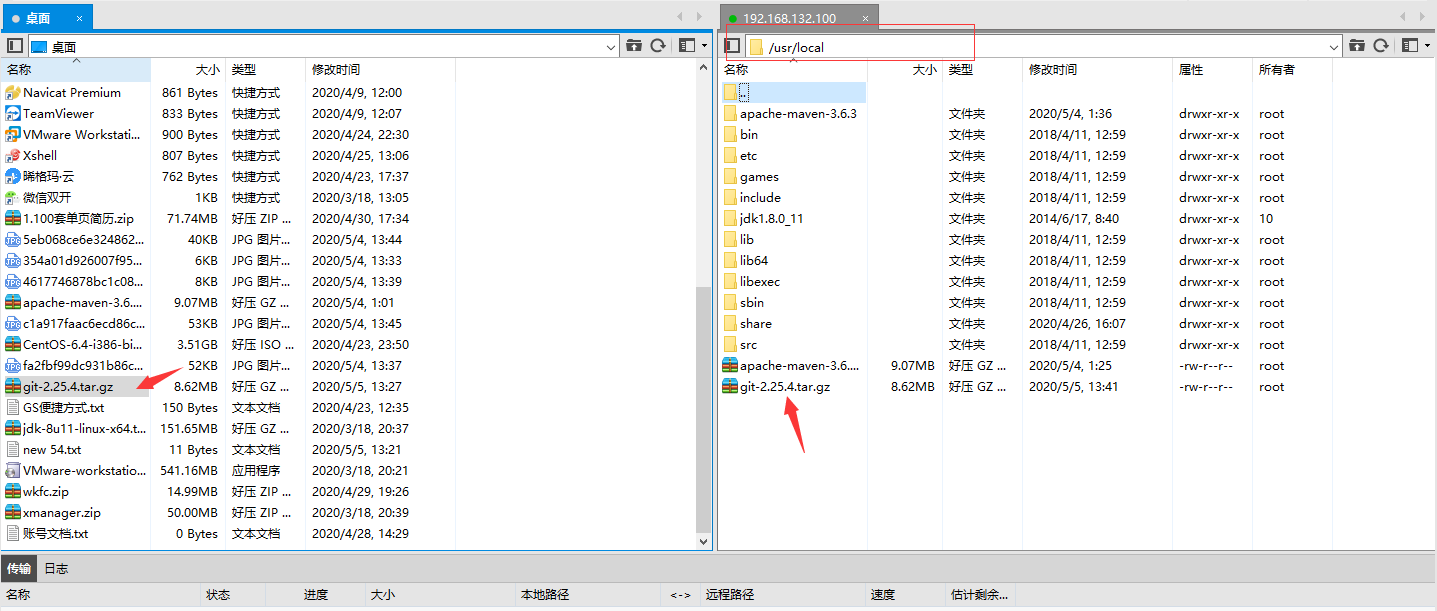 桌面 × 192.168.132.100 ×
桌面 /usr/local
名称 大小 类型 修改时间 名称 大小 类型 修改时间 属性 所有者
Navicat Premium 861 Bytes 快捷方式 2020/4/9, 12:00 ..
TeamViewer 833 Bytes 快捷方式 2020/4/9, 12:07 apache-maven-3.6.3 文件夹 2020/5/4, 1:36 drwxr-xr-x root
VMware Workstati... 900 Bytes 快捷方式 2020/4/24, 22:30 bin 文件夹 2018/4/11, 12:59 drwxr-xr-x root
Xshell 807 Bytes 快捷方式 2020/4/25, 13:06 etc 文件夹 2018/4/11, 12:59 drwxr-xr-x root
晞格玛·云 762 Bytes 快捷方式 2020/4/23, 17:37 games 文件夹 2018/4/11, 12:59 drwxr-xr-x root
微信双开 1KB 快捷方式 2020/3/18, 13:05 include 文件夹 2018/4/11, 12:59 drwxr-xr-x root
1.100套单页简历.zip 71.74MB 好压 ZIP ... 2020/4/30, 17:34 jdk1.8.0_11 文件夹 2014/6/17, 8:40 drwxr-xr-x 10
5eb068ce6e324862... 40KB JPG 图片... 2020/5/4, 13:44 lib 文件夹 2018/4/11, 12:59 drwxr-xr-x root
354a01d926007f95... 6KB JPG 图片... 2020/5/4, 13:33 lib64 文件夹 2018/4/11, 12:59 drwxr-xr-x root
4617746878bc1c08... 8KB JPG 图片... 2020/5/4, 13:39 libexec 文件夹 2018/4/11, 12:59 drwxr-xr-x root
apache-maven-3.6.... 9.07MB 好压 GZ ... 2020/5/4, 1:01 sbin 文件夹 2018/4/11, 12:59 drwxr-xr-x root
c1a917faac6ecd86c... 53KB JPG 图片... 2020/5/4, 13:45 share 文件夹 2020/4/26, 16:07 drwxr-xr-x root
CentOS-6.4-i386-bi... 3.51GB 好压 ISO ... 2020/4/23, 23:50 src 文件夹 2018/4/11, 12:59 drwxr-xr-x root
fa2fbf99dc931b86c... 52KB JPG 图片... 2020/5/4, 13:37 apache-maven-3.6.... 9.07MB 好压 GZ ... 2020/5/4, 1:25 -rw-r--r-- root
git-2.25.4.tar.gz 8.62MB 好压 GZ ... 2020/5/5, 13:27 git-2.25.4.tar.gz 8.62MB 好压 GZ ... 2020/5/5, 13:41 -rw-r--r-- root
GS便捷方式.txt 150 Bytes 文本文档 2020/4/23, 12:35
jdk-8u11-linux-x64.t... 151.65MB 好压 GZ ... 2020/3/18, 20:37
new 54.txt 11 Bytes 文本文档 2020/5/5, 13:21
VMware-workstatio... 541.16MB 应用程序 2020/3/18, 20:21
wkfc.zip 14.99MB 好压 ZIP ... 2020/4/29, 19:26
xmanager.zip 50.00MB 好压 ZIP ... 2020/3/18, 20:39
账号文档.txt 0 Bytes 文本文档 2020/4/28, 14:29
传输 日志
名称 状态 进度 大小 本地路径 <-> 远程路径 速度 估计剩余...